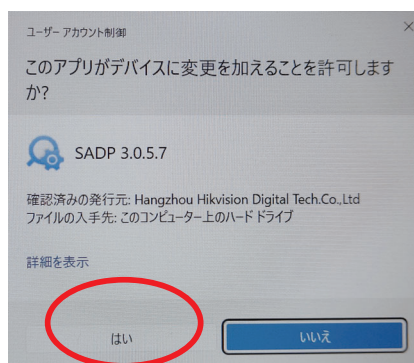 ユーザー アカウント制御
このアプリがデバイスに変更を加えることを許可します
か?
SADP 3.0.5.7
確認済みの発行元: Hangzhou Hikvision Digital Tech.Co.,Ltd
ファイルの入手先: このコンピューター上のハード ドライブ
詳細を表示
はい
いいえ